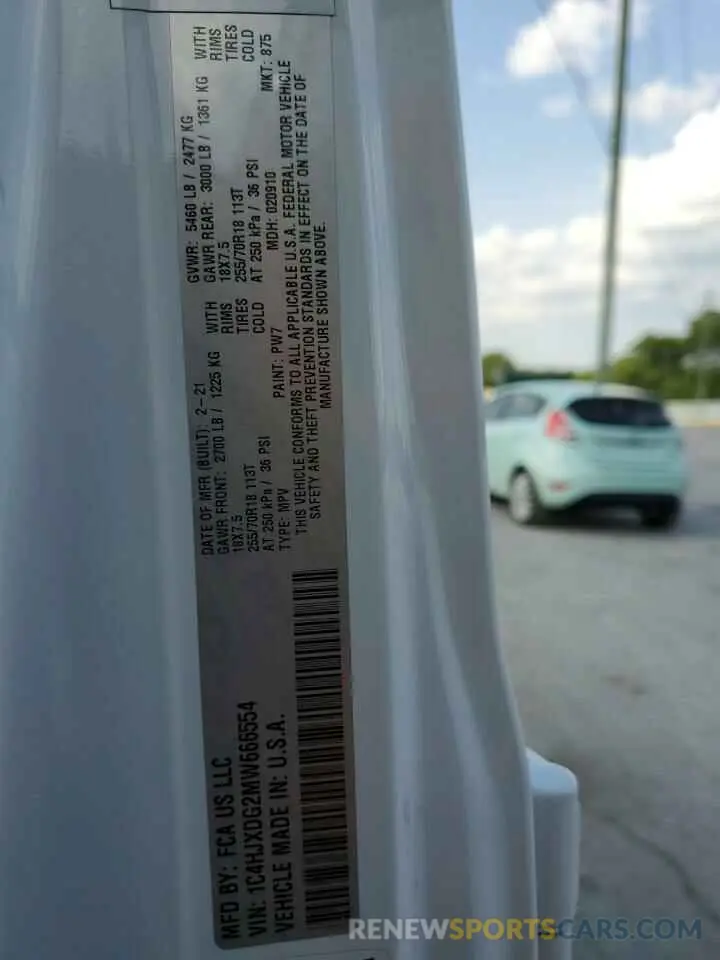 MFD BY: FCA US LLC
DATE OF MFR (BUILT): 2-21
GVWR: 5460 LB / 2477 KG
GAWR FRONT: 2700 LB / 1225 KG WITH
18X7.5 RIMS
255/70R18 113T TIRES
AT 250 kPa / 36 PSI COLD
GAWR REAR: 3000 LB / 1361 KG WITH
18X7.5 RIMS
255/70R18 113T TIRES
AT 250 kPa / 36 PSI COLD
VIN: 1C4HJXDG2MW666554
TYPE: MPV PAINT: PW7 MDH: 020910 MKT: 875
VEHICLE MADE IN: U.S.A.
THIS VEHICLE CONFORMS TO ALL APPLICABLE U.S.A. FEDERAL MOTOR VEHICLE
SAFETY AND THEFT PREVENTION STANDARDS IN EFFECT ON THE DATE OF
MANUFACTURE SHOWN ABOVE.
RENEWSPORTSCARS.COM